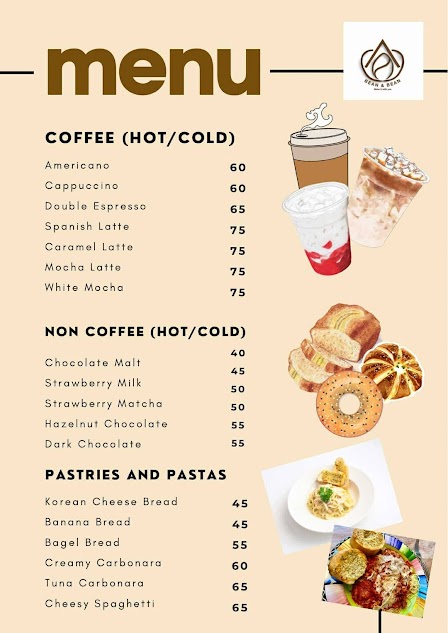 menu
BEAN & BEAN
COFFEE (HOT/COLD)
Americano 60
Cappuccino 60
Double Espresso 65
Spanish Latte 75
Caramel Latte 75
Mocha Latte 75
White Mocha 75
NON COFFEE (HOT/COLD)
40
Chocolate Malt 45
Strawberry Milk 50
Strawberry Matcha 50
Hazelnut Chocolate 55
Dark Chocolate 55
PASTRIES AND PASTAS
Korean Cheese Bread 45
Banana Bread 45
Bagel Bread 55
Creamy Carbonara 60
Tuna Carbonara 65
Cheesy Spaghetti 65